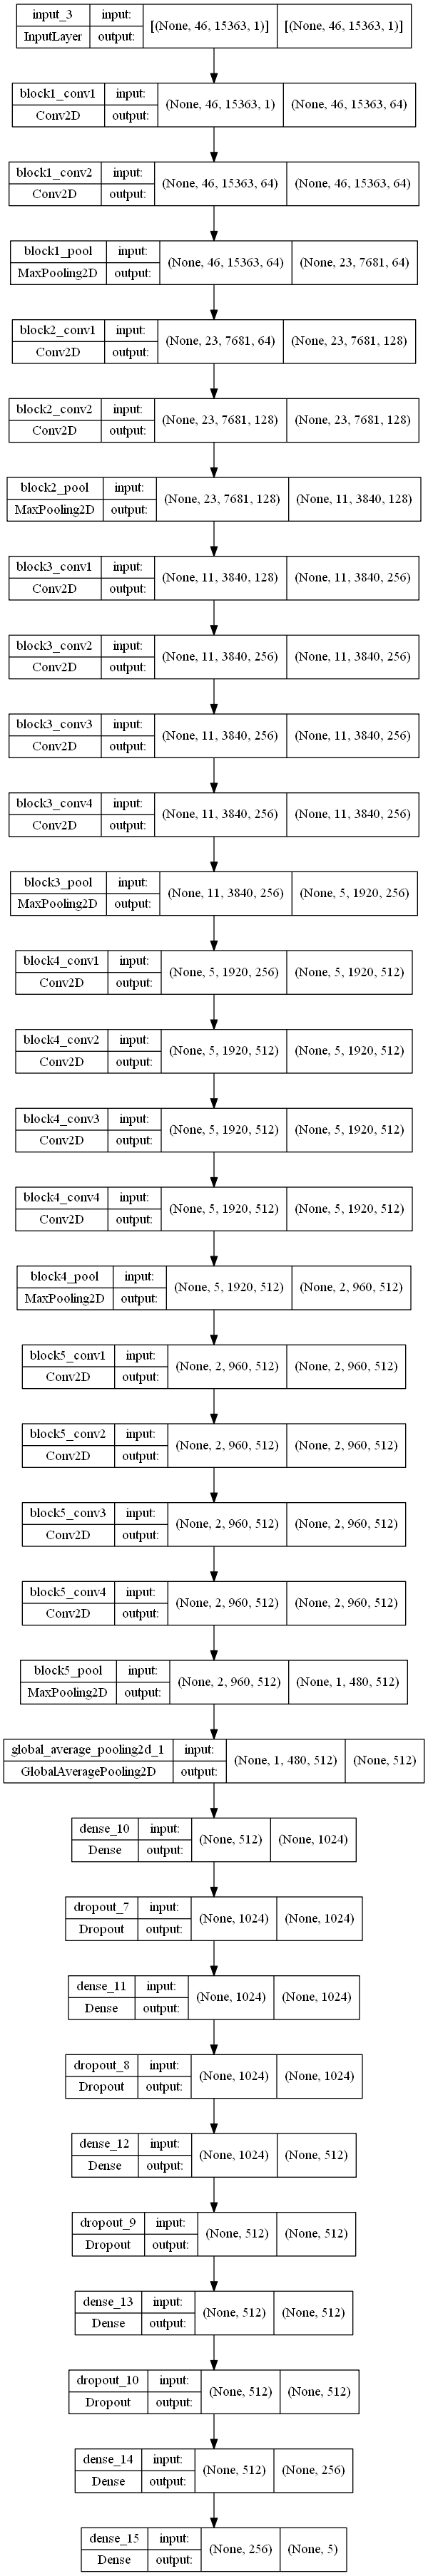 input_3 input: [(None, 46, 15363, 1)] [(None, 46, 15363, 1)]
InputLayer output:
block1_conv1 input: (None, 46, 15363, 1) (None, 46, 15363, 64)
Conv2D output:
block1_conv2 input: (None, 46, 15363, 64) (None, 46, 15363, 64)
Conv2D output:
block1_pool input: (None, 46, 15363, 64) (None, 23, 7681, 64)
MaxPooling2D output:
block2_conv1 input: (None, 23, 7681, 64) (None, 23, 7681, 128)
Conv2D output:
block2_conv2 input: (None, 23, 7681, 128) (None, 23, 7681, 128)
Conv2D output:
block2_pool input: (None, 23, 7681, 128) (None, 11, 3840, 128)
MaxPooling2D output:
block3_conv1 input: (None, 11, 3840, 128) (None, 11, 3840, 256)
Conv2D output:
block3_conv2 input: (None, 11, 3840, 256) (None, 11, 3840, 256)
Conv2D output:
block3_conv3 input: (None, 11, 3840, 256) (None, 11, 3840, 256)
Conv2D output:
block3_conv4 input: (None, 11, 3840, 256) (None, 11, 3840, 256)
Conv2D output:
block3_pool input: (None, 11, 3840, 256) (None, 5, 1920, 256)
MaxPooling2D output:
block4_conv1 input: (None, 5, 1920, 256) (None, 5, 1920, 512)
Conv2D output:
block4_conv2 input: (None, 5, 1920, 512) (None, 5, 1920, 512)
Conv2D output:
block4_conv3 input: (None, 5, 1920, 512) (None, 5, 1920, 512)
Conv2D output:
block4_conv4 input: (None, 5, 1920, 512) (None, 5, 1920, 512)
Conv2D output:
block4_pool input: (None, 5, 1920, 512) (None, 2, 960, 512)
MaxPooling2D output:
block5_conv1 input: (None, 2, 960, 512) (None, 2, 960, 512)
Conv2D output:
block5_conv2 input: (None, 2, 960, 512) (None, 2, 960, 512)
Conv2D output:
block5_conv3 input: (None, 2, 960, 512) (None, 2, 960, 512)
Conv2D output:
block5_conv4 input: (None, 2, 960, 512) (None, 2, 960, 512)
Conv2D output:
block5_pool input: (None, 2, 960, 512) (None, 1, 480, 512)
MaxPooling2D output:
global_average_pooling2d_1 input: (None, 1, 480, 512) (None, 512)
GlobalAveragePooling2D output:
dense_10 input: (None, 512) (None, 1024)
Dense output:
dropout_7 input: (None, 1024) (None, 1024)
Dropout output:
dense_11 input: (None, 1024) (None, 1024)
Dense output:
dropout_8 input: (None, 1024) (None, 1024)
Dropout output:
dense_12 input: (None, 1024) (None, 512)
Dense output:
dropout_9 input: (None, 512) (None, 512)
Dropout output:
dense_13 input: (None, 512) (None, 512)
Dense output:
dropout_10 input: (None, 512) (None, 512)
Dropout output:
dense_14 input: (None, 512) (None, 256)
Dense output:
dense_15 input: (None, 256) (None, 5)
Dense output: